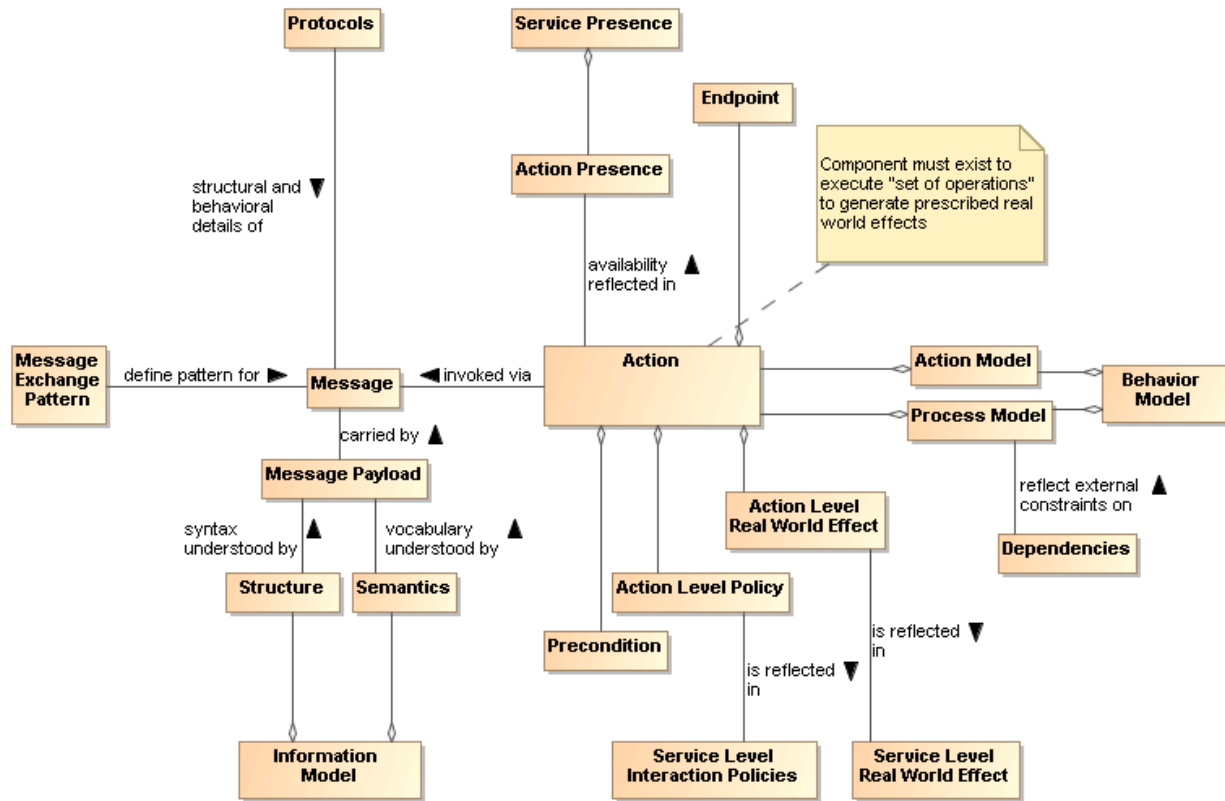 Protocols
Service Presence
Endpoint
Component must exist to
execute "set of operations"
to generate prescribed real
world effects
Action Presence
structural and
behavioral
details of
availability
reflected in
Message
Exchange
Pattern
define pattern for
Message
invoked via
Action
Action Model
Behavior
Model
Process Model
carried by
Message Payload
reflect external
constraints on
Action Level
Real World Effect
syntax
understood by
vocabulary
understood by
Dependencies
Structure
Semantics
Action Level Policy
Precondition
is reflected
in
is reflected
in
Information
Model
Service Level
Interaction Policies
Service Level
Real World Effect